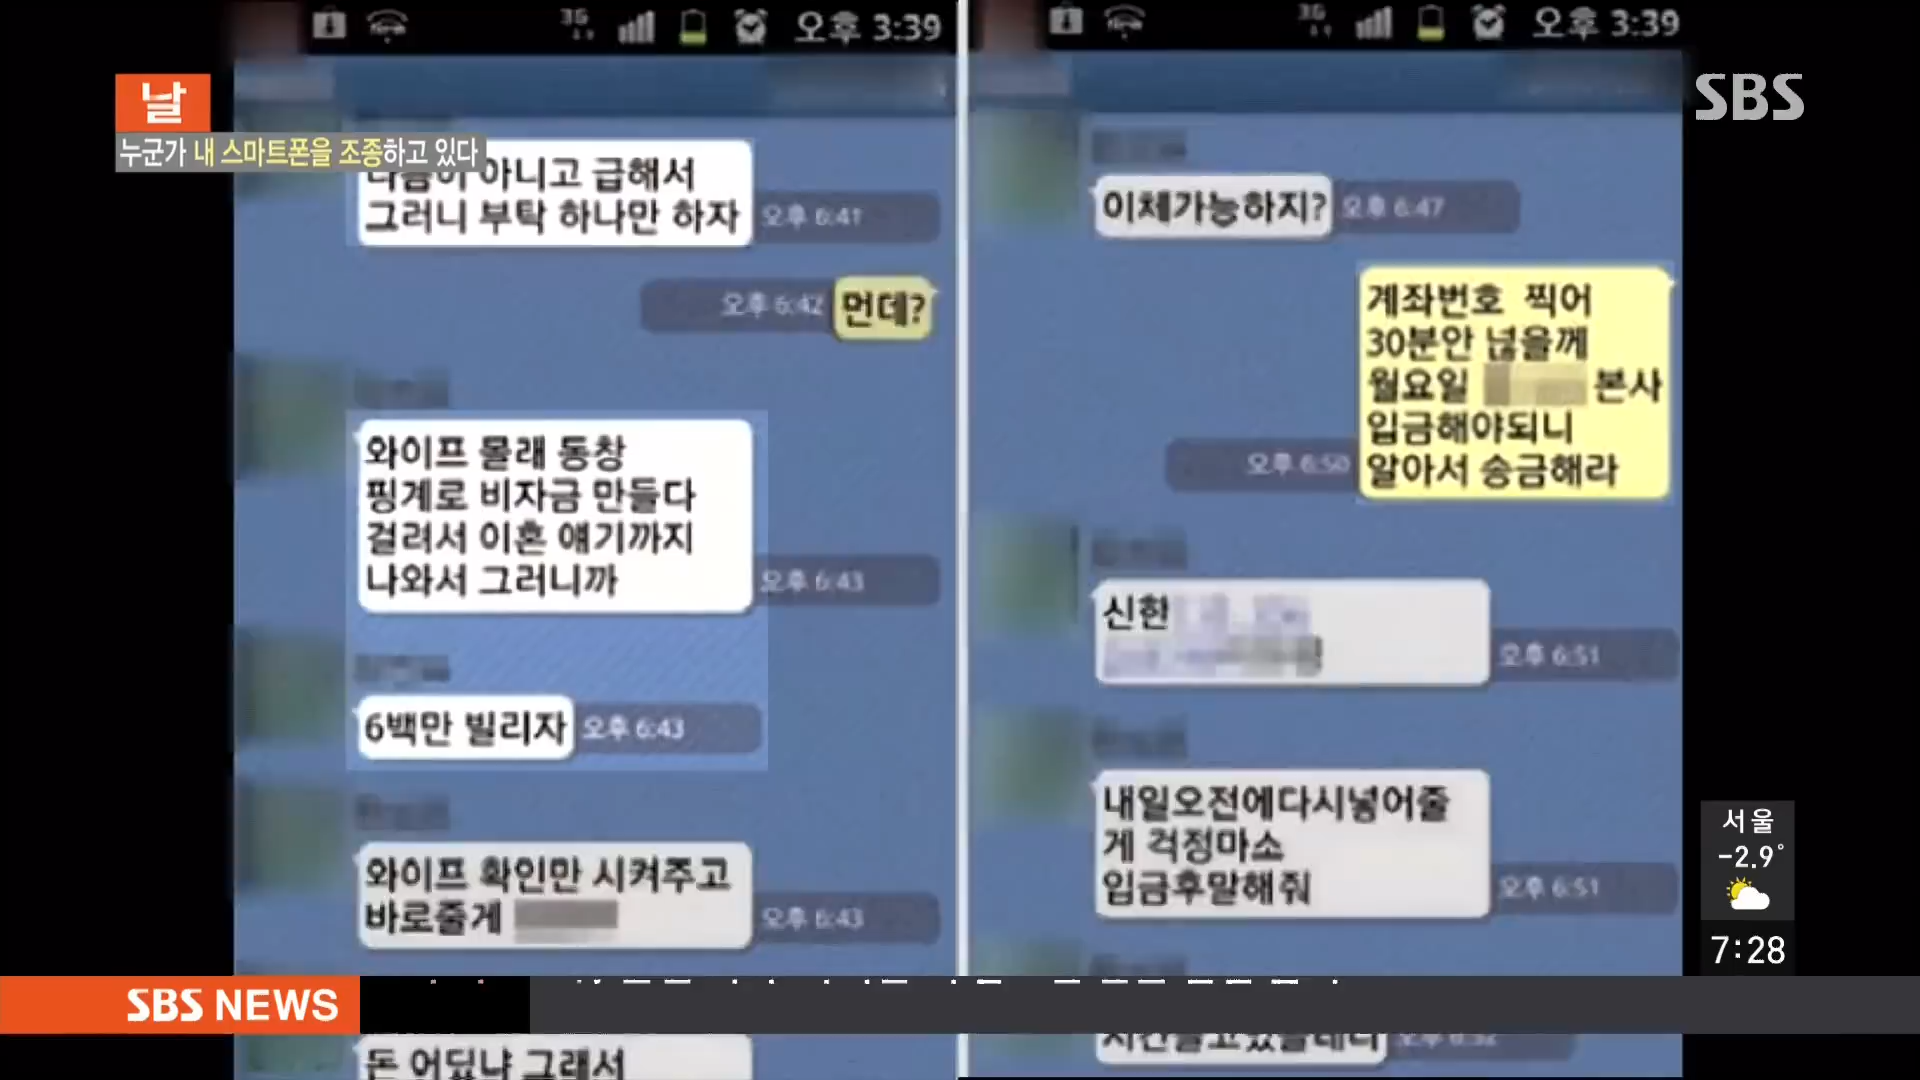 3G
오후 3:39
3G
오후 3:39
SBS
날
누군가 내 스마트폰을 조종하고 있다
아니고 급해서
그러니 부탁 하나만 하자
오후 6:41
오후 6:42
먼데?
와이프 몰래 동창
핑계로 비자금 만들다
걸려서 이혼 얘기까지
나와서 그러니까
오후 6:43
6백만 빌리자
오후 6:43
와이프 확인만 시켜주고
바로줄게
오후 6:43
돈 어딨냐 그래서
이체가능하지?
오후 6:47
계좌번호 찍어
30분안 넣을께
월요일 본사
입금해야되니
알아서 송금해라
오후 6:50
신한
오후 6:51
내일오전에다시넣어줄
게 걱정마소
입금후말해줘
오후 6:51
오후 6:52
서울
-2.9°
7:28
SBS NEWS